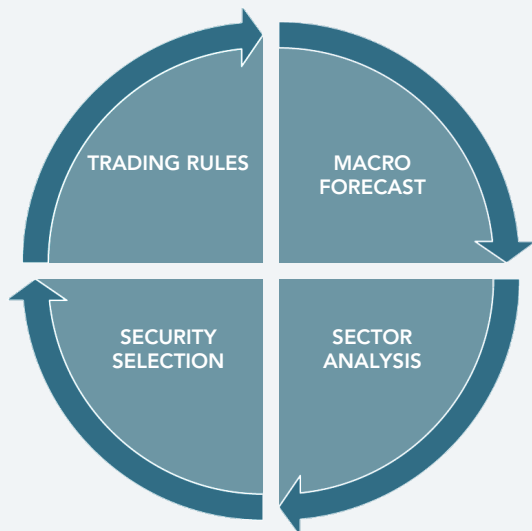 TRADING RULES
MACRO
FORECAST
SECURITY
SELECTION
SECTOR
ANALYSIS